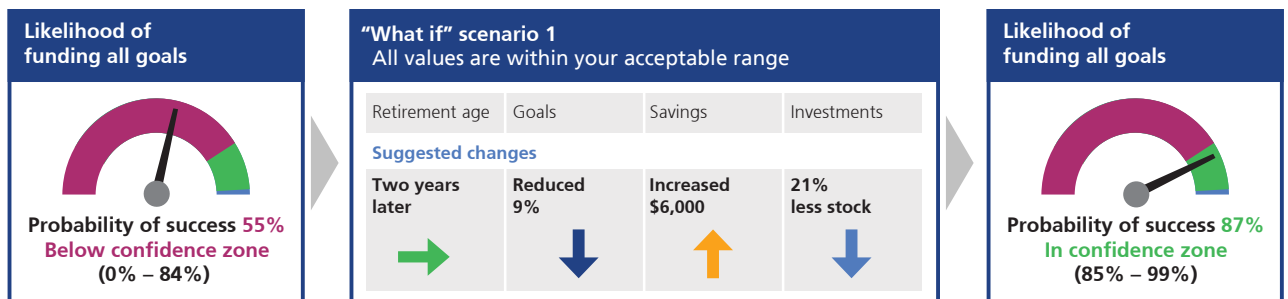 Likelihood of
funding all goals
Probability of success 55%
Below confidence zone
(0% – 84%)
“What if” scenario 1
All values are within your acceptable range
Retirement age Goals Savings Investments
Suggested changes
Two years
later
Reduced
9%
Increased
$6,000
21%
less stock
Likelihood of
funding all goals
Probability of success 87%
In confidence zone
(85% – 99%)